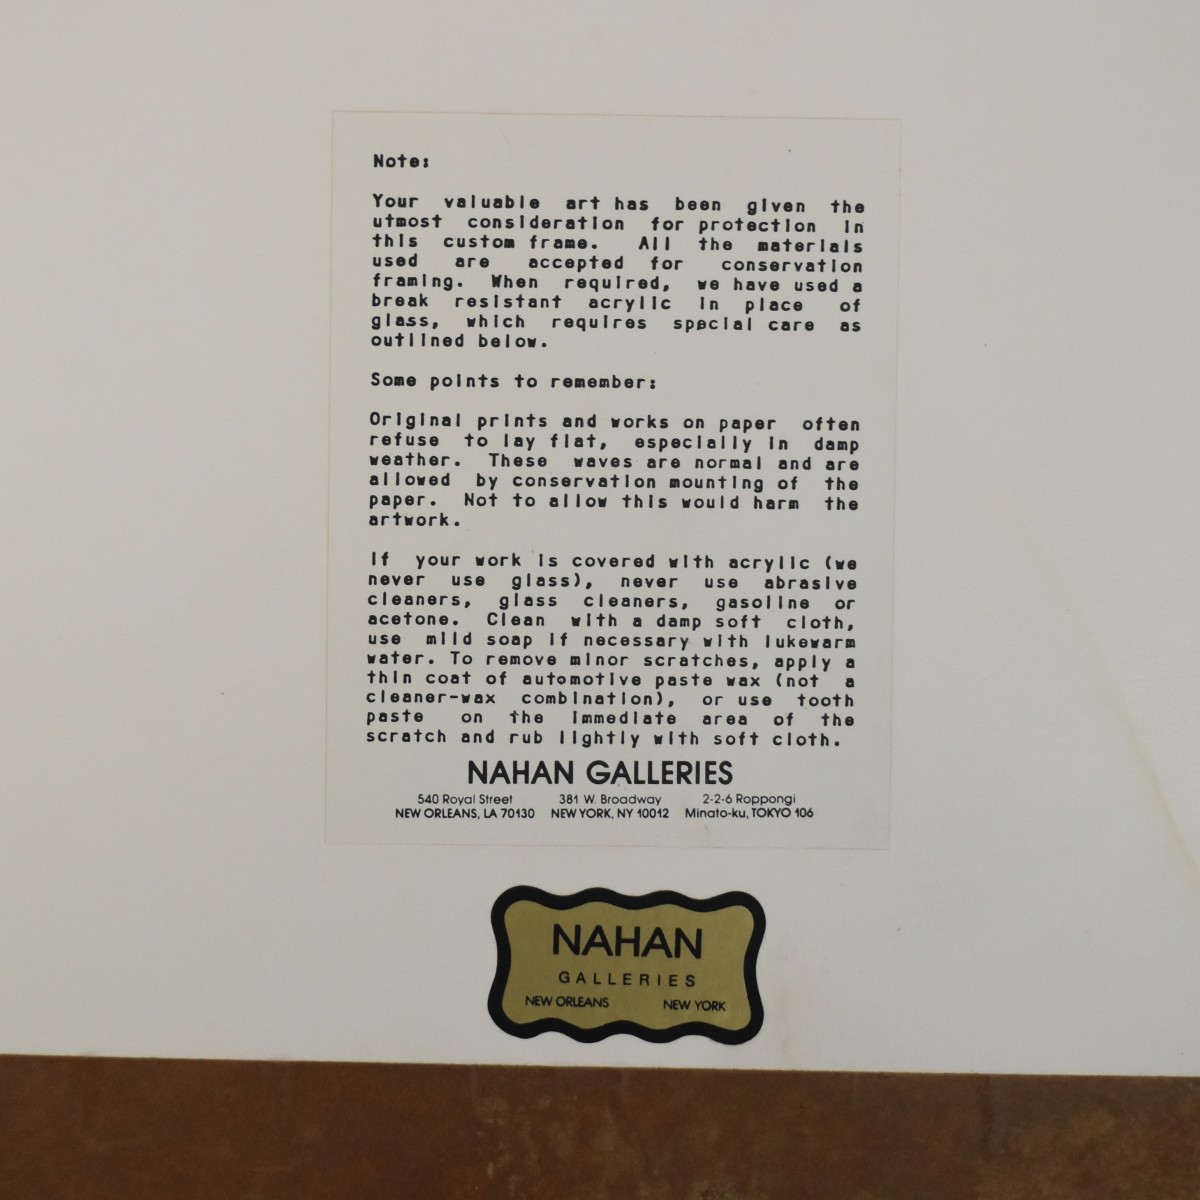 Note:
Your valuable art has been given the
utmost consideration for protection in
this custom frame. All the materials
used are accepted for conservation
framing. When required, we have used a
break resistant acrylic in place of
glass, which requires special care as
outlined below.
Some points to remember:
Original prints and works on paper often
refuse to lay flat, especially in damp
weather. These waves are normal and are
allowed by conservation mounting of the
paper. Not to allow this would harm the
artwork.
If your work is covered with acrylic (we
never use glass), never use abrasive
cleaners, glass cleaners, gasoline or
acetone. Clean with a damp soft cloth,
use mild soap if necessary with lukewarm
water. To remove minor scratches, apply a
thin coat of automotive paste wax (not a
cleaner-wax combination), or use tooth
paste on the immediate area of the
scratch and rub lightly with soft cloth.
NAHAN GALLERIES
540 Royal Street 381 W. Broadway 2-2-6 Roppongi
NEW ORLEANS, LA 70130 NEW YORK, NY 10012 Minato-ku, TOKYO 106
NAHAN
GALLERIES
NEW ORLEANS NEW YORK